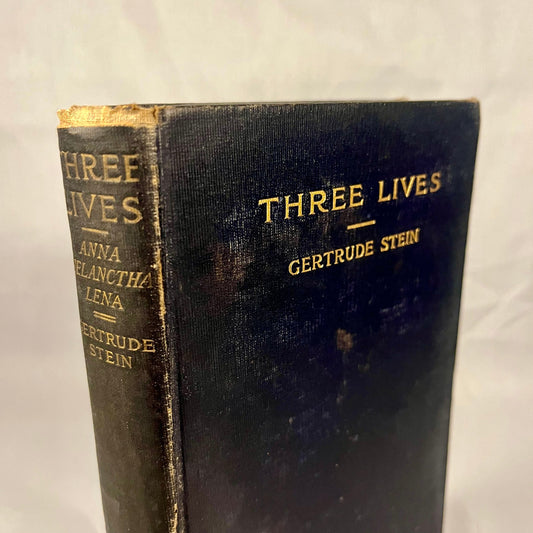 THREE
LIVES
ANNA
MELANCTHA
LENA
GERTRUDE
STEIN
THREE LIVES
GERTRUDE STEIN